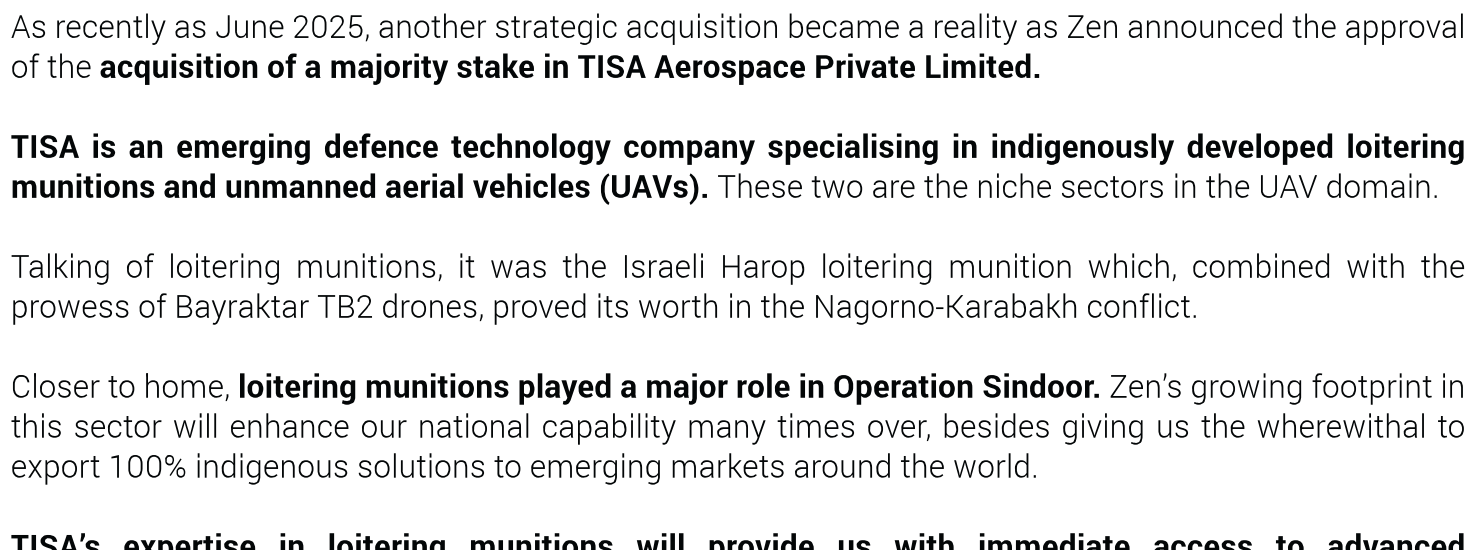 As recently as June 2025, another strategic acquisition became a reality as Zen announced the approval
of the acquisition of a majority stake in TISA Aerospace Private Limited.
TISA is an emerging defence technology company specialising in indigenously developed loitering
munitions and unmanned aerial vehicles (UAVs). These two are the niche sectors in the UAV domain.
Talking of loitering munitions, it was the Israeli Harop loitering munition which, combined with the
prowess of Bayraktar TB2 drones, proved its worth in the Nagorno-Karabakh conflict.
Closer to home, loitering munitions played a major role in Operation Sindoor. Zen’s growing footprint in
this sector will enhance our national capability many times over, besides giving us the wherewithal to
export 100% indigenous solutions to emerging markets around the world.
TISA’s expertise in loitering munitions will provide us with immediate access to advanced